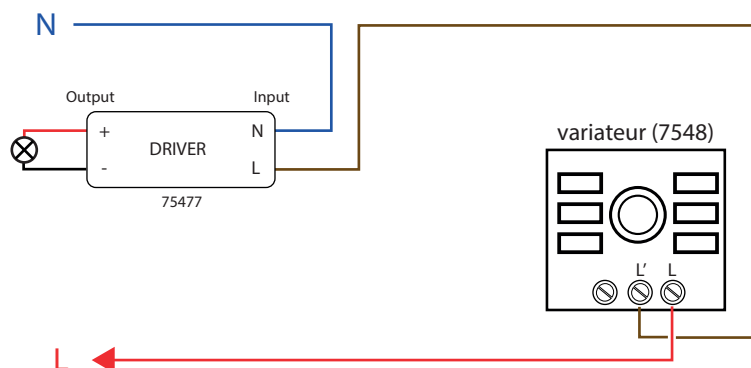 N
Output Input
+ N
DRIVER
- L
75477
variateur (7548)
L’ L
L